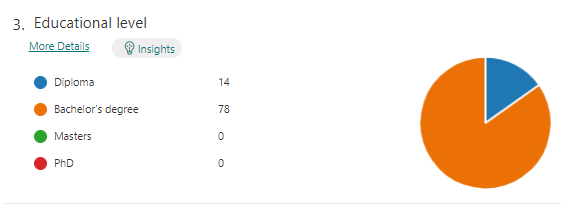 3. Educational level
More Details Insights
Diploma 14
Bachelor's degree 78
Masters 0
PhD 0